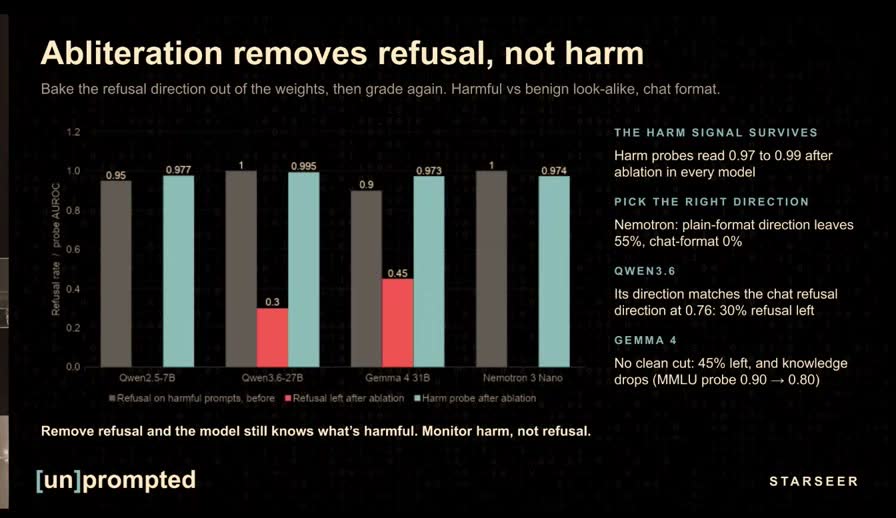 Abliteration removes refusal, not harm
Bake the refusal direction out of the weights, then grade again. Harmful vs benign look-alike, chat format.
Refusal rate / probe AUROC
1.2
1.0
0.8
0.6
0.4
0.2
0.0
0.95
0.977
1
0.3
0.995
0.9
0.45
0.973
1
0.974
Qwen2.5-7B
Qwen3.6-27B
Gemma 4 31B
Nemotron 3 Nano
Refusal on harmful prompts, before
Refusal left after ablation
Harm probe after ablation
THE HARM SIGNAL SURVIVES
Harm probes read 0.97 to 0.99 after
ablation in every model
PICK THE RIGHT DIRECTION
Nemotron: plain-format direction leaves
55%, chat-format 0%
QWEN3.6
Its direction matches the chat refusal
direction at 0.76: 30% refusal left
GEMMA 4
No clean cut: 45% left, and knowledge
drops (MMLU probe 0.90 → 0.80)
Remove refusal and the model still knows what's harmful. Monitor harm, not refusal.
[un]prompted
STARSEER